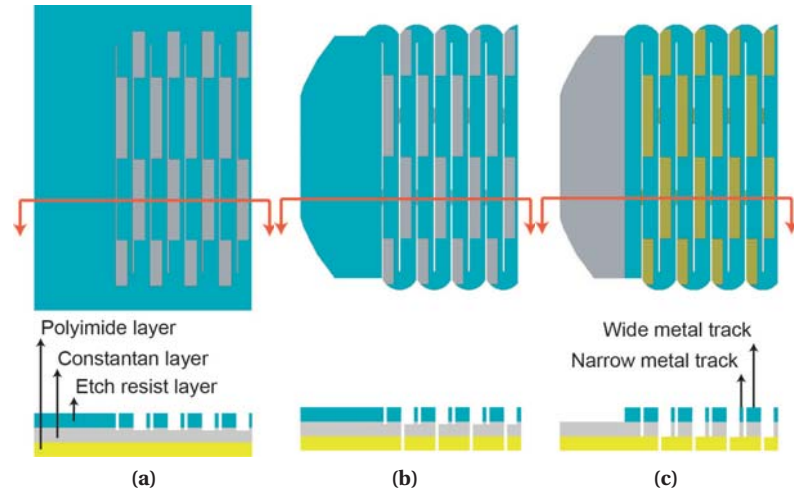 Polyimide layer
Constantan layer
Etch resist layer
Wide metal track
Narrow metal track
(a)
(b)
(c)